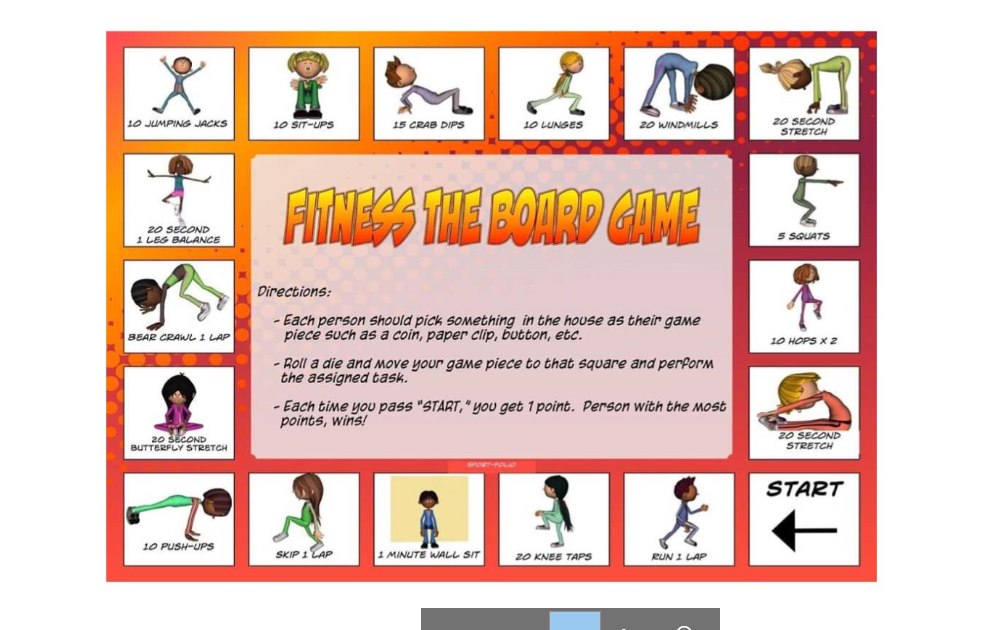 10 JUMPING JACKS
10 SIT-UPS
15 CRAB DIPS
10 LUNGES
20 WINDMILLS
20 SECOND
STRETCH
20 SECOND
1 LEG BALANCE
FITNESS THE BOARD GAME
5 SQUATS
Directions:
- Each person should pick something in the house as their game
piece such as a coin, paper clip, button, etc.
- Roll a die and move your game piece to that square and perform
the assigned task.
- Each time you pass "START," you get 1 point. Person with the most
points, wins!
BEAR CRAWL 1 LAP
10 HOPS X 2
20 SECOND
BUTTERFLY STRETCH
20 SECOND
STRETCH
SPORT-FOLIO
10 PUSH-UPS
SKIP 1 LAP
1 MINUTE WALL SIT
20 KNEE TAPS
RUN 1 LAP
START